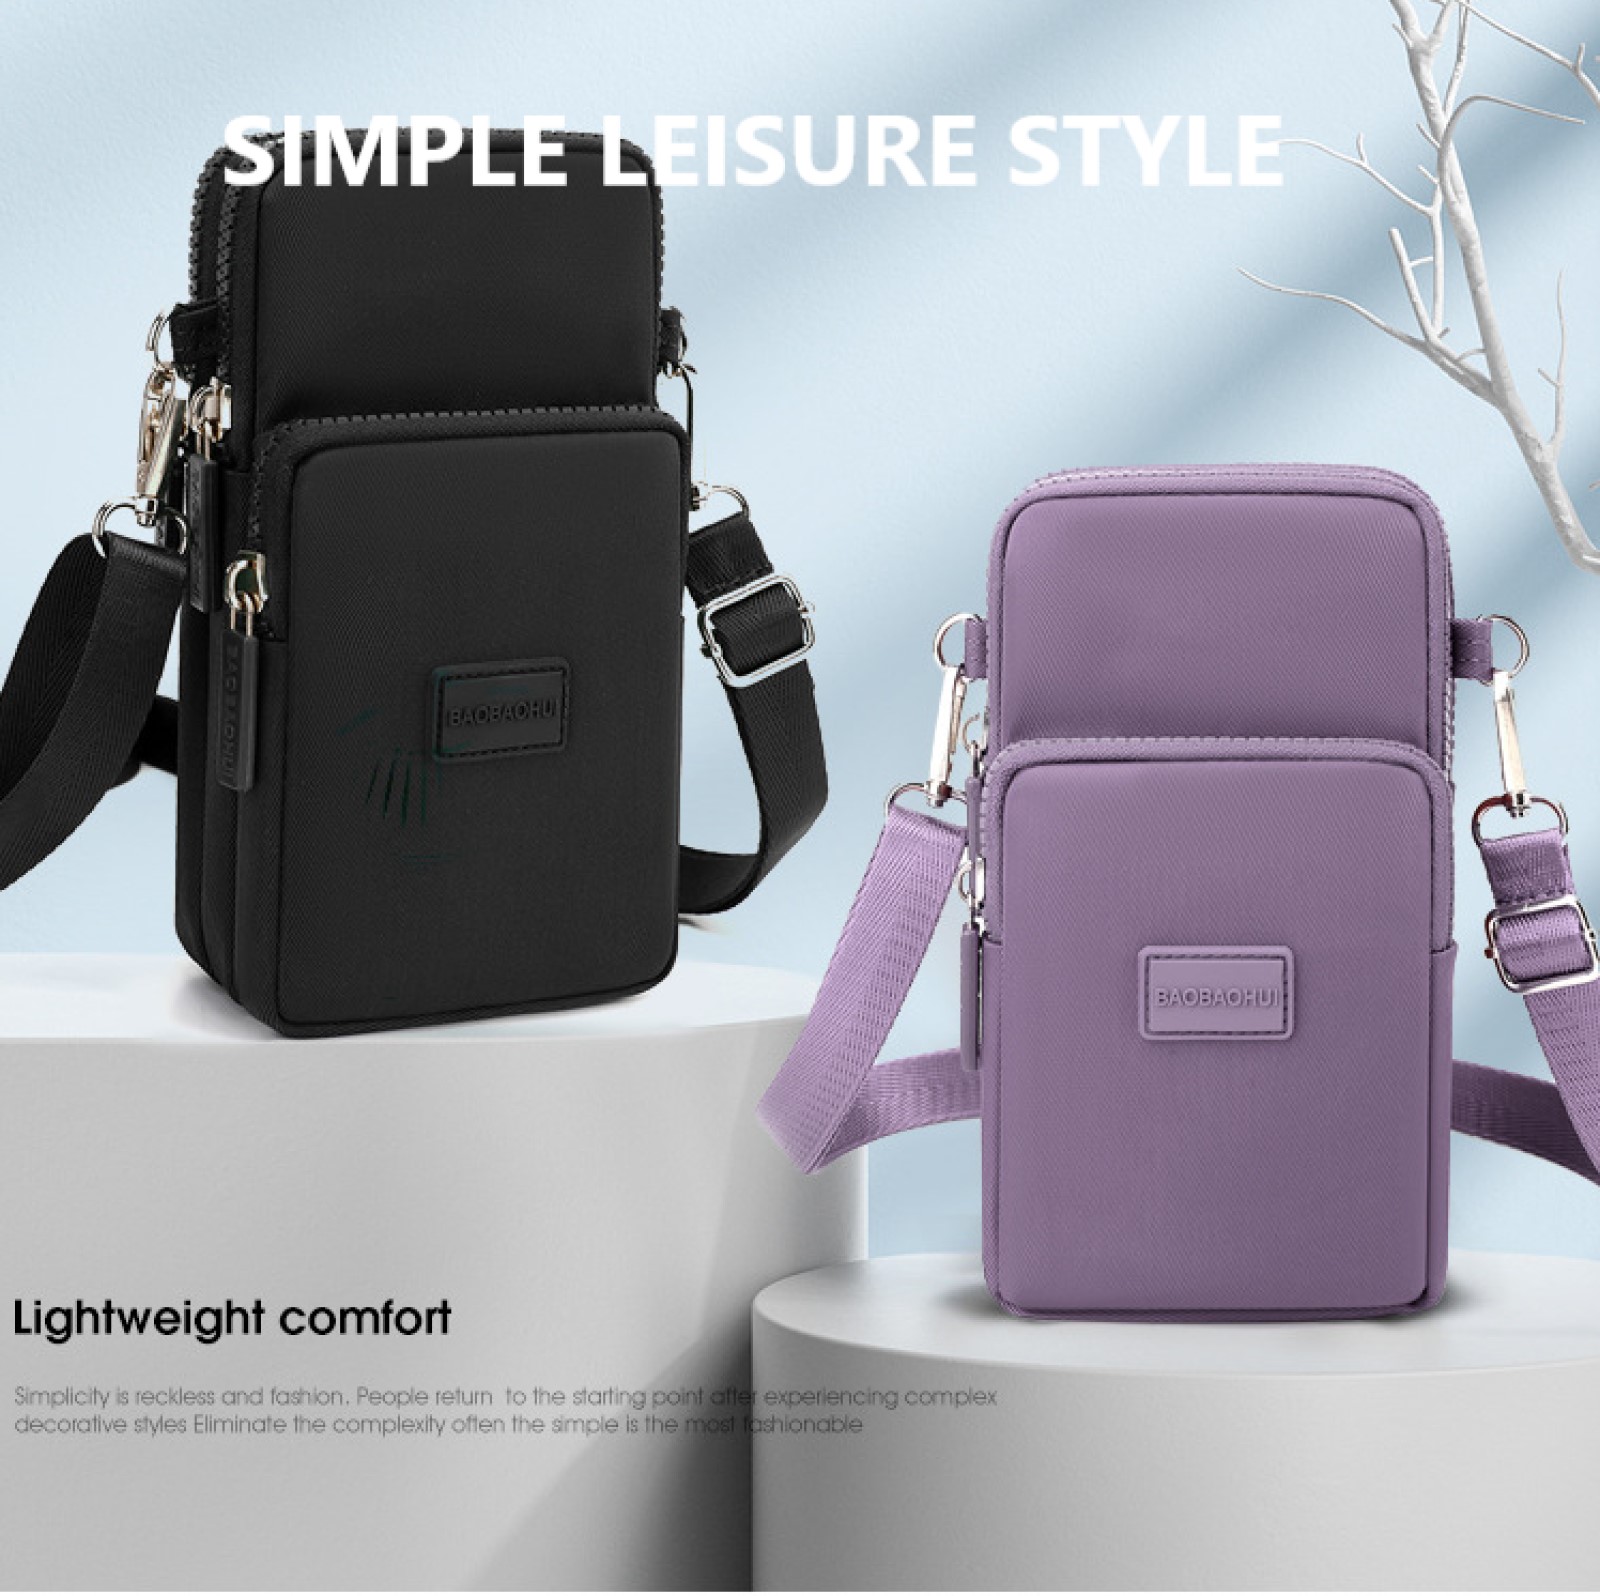 SIMPLE LEISURE STYLE
BAOBAOHUI
BAOBAOHUI
BAOBAOHUI
Lightweight comfort
Simplicity is reckless and fashion. People return to the starting point after experiencing complex
decorative styles Eliminate the complexity often the simple is the most fashionable